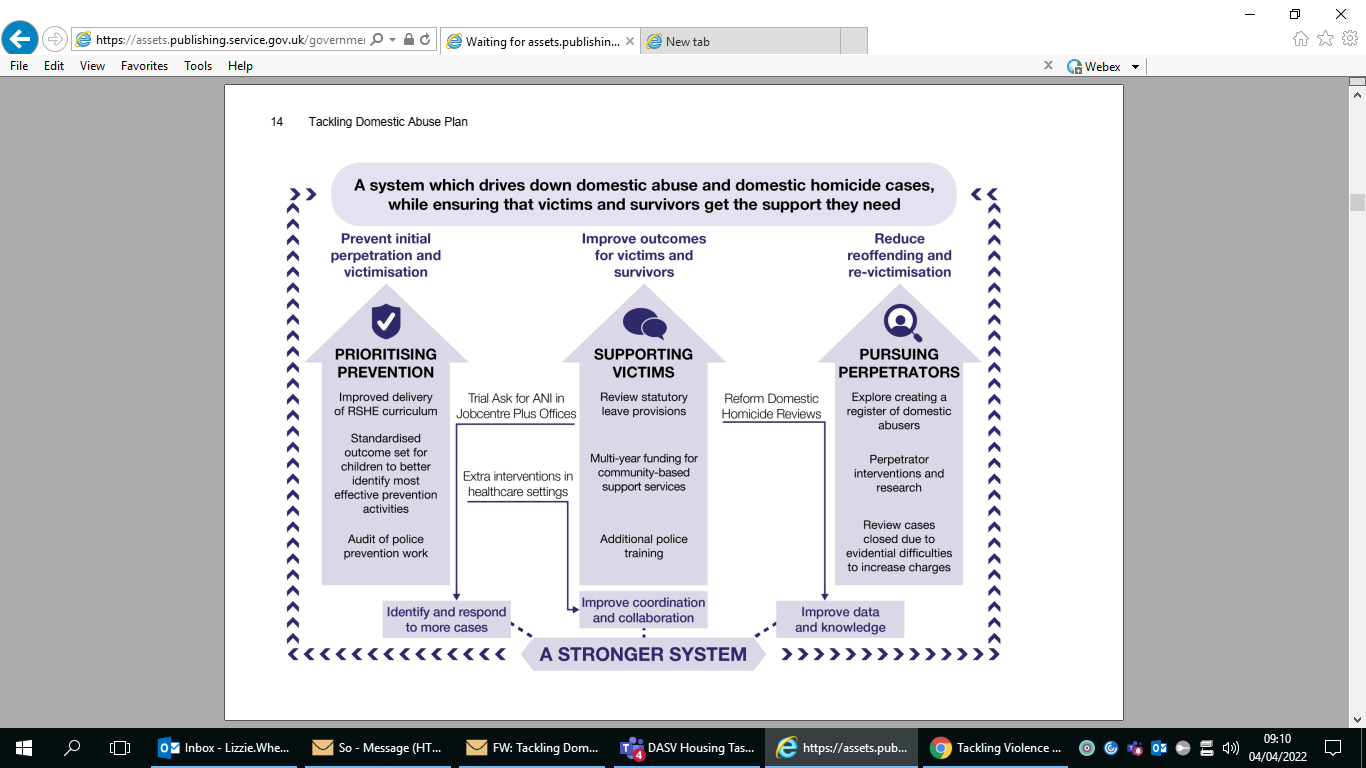 https://assets.publishing.service.gov.uk/governmen
Waiting for assets.publishin...
New tab
File Edit View Favorites Tools Help
Webex
14 Tackling Domestic Abuse Plan
A system which drives down domestic abuse and domestic homicide cases,
while ensuring that victims and survivors get the support they need
Prevent initial
perpetration and
victimisation
Improve outcomes
for victims and
survivors
Reduce
reoffending and
re-victimisation
PRIORITISING
PREVENTION
Improved delivery
of RSHE curriculum
Standardised
outcome set for
children to better
identify most
effective prevention
activities
Audit of police
prevention work
Trial Ask for ANI in
Jobcentre Plus Offices
Extra interventions in
healthcare settings
SUPPORTING
VICTIMS
Review statutory
leave provisions
Multi-year funding for
community-based
support services
Additional police
training
Reform Domestic
Homicide Reviews
PURSUING
PERPETRATORS
Explore creating a
register of domestic
abusers
Perpetrator
interventions and
research
Review cases
closed due to
evidential difficulties
to increase charges
Identify and respond
to more cases
Improve coordination
and collaboration
Improve data
and knowledge
A STRONGER SYSTEM
Inbox - Lizzie.Whe...
So - Message (HT...
FW: Tackling Dom...
4
DASV Housing Tas...
https://assets.pub...
Tackling Violence ...
09:10
04/04/2022